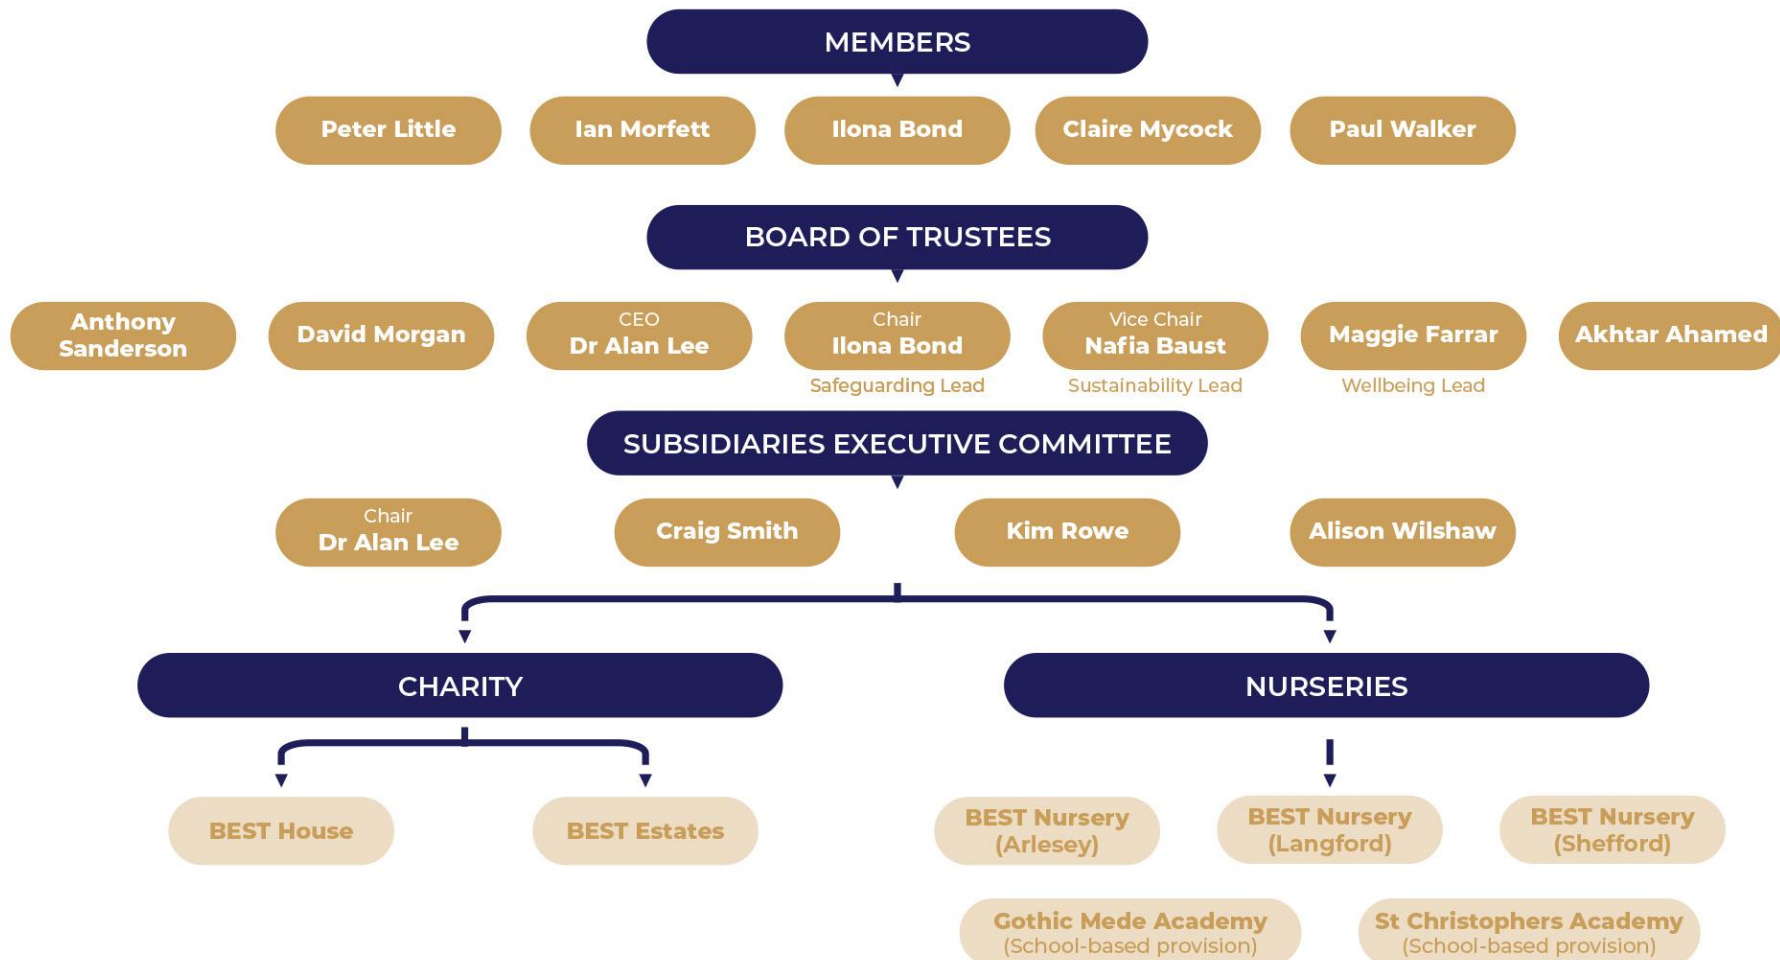 MEMBERS
Peter Little
Ian Morfett
Ilona Bond
Claire Mycock
Paul Walker
BOARD OF TRUSTEES
Anthony
Sanderson
David Morgan
CEO
Dr Alan Lee
Chair
Ilona Bond
Safeguarding Lead
Vice Chair
Nafia Baust
Sustainability Lead
Maggie Farrar
Wellbeing Lead
Akhtar Ahamed
SUBSIDIARIES EXECUTIVE COMMITTEE
Chair
Dr Alan Lee
Craig Smith
Kim Rowe
Alison Wilshaw
CHARITY
BEST House
BEST Estates
NURSERIES
BEST Nursery
(Arlesey)
BEST Nursery
(Langford)
BEST Nursery
(Shefford)
Gothic Mede Academy
(School-based provision)
St Christophers Academy
(School-based provision)